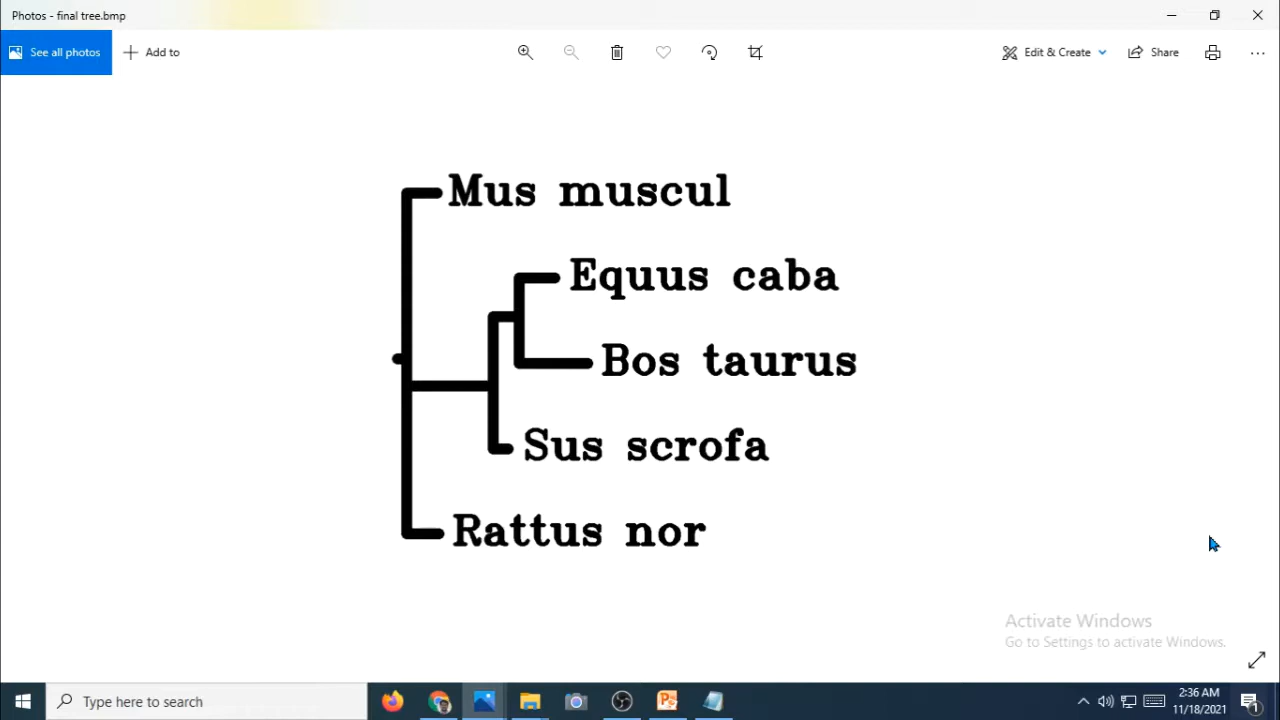 Photos - final tree.bmp
See all photos
Add to
Edit & Create
Share
Mus muscul
Equus caba
Bos taurus
Sus scrofa
Rattus nor
Activate Windows
Go to Settings to activate Windows.
Type here to search
2:36 AM
11/18/2021
1